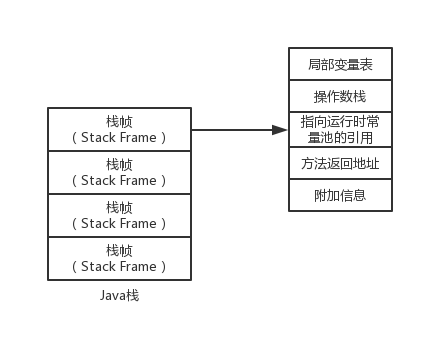 局部变量表
操作数栈
指向运行时常
量池的引用
方法返回地址
附加信息
栈帧
（Stack Frame）
栈帧
（Stack Frame）
栈帧
（Stack Frame）
栈帧
（Stack Frame）
Java栈